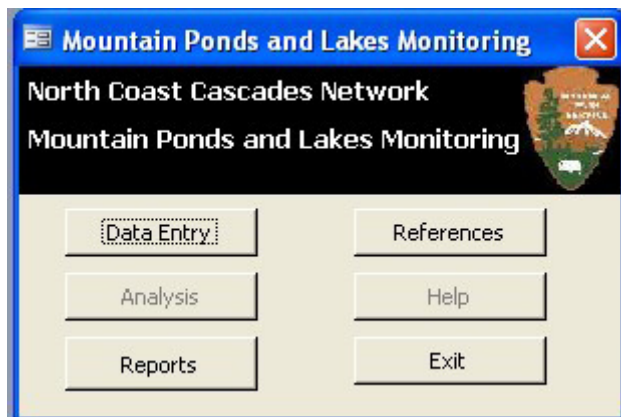 Mountain Ponds and Lakes Monitoring
North Coast Cascades Network
Mountain Ponds and Lakes Monitoring
Data Entry
References
Analysis
Help
Reports
Exit